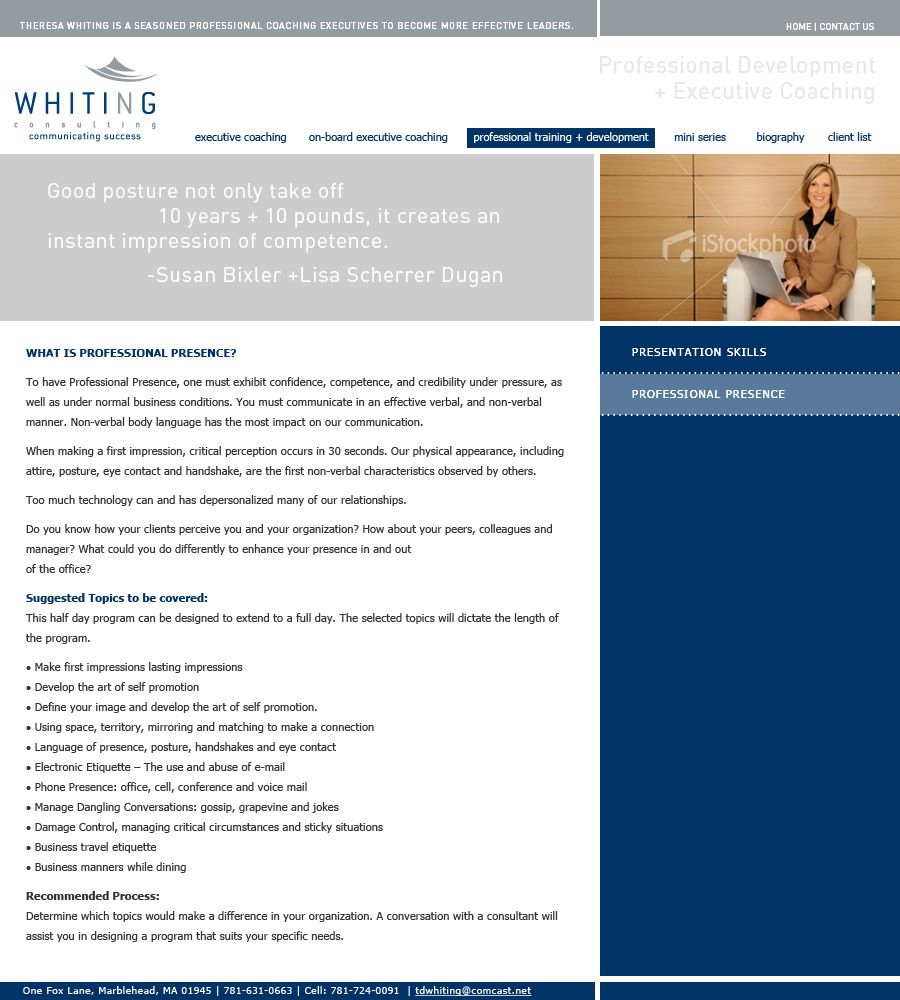 THERESA WHITING IS A SEASONED PROFESSIONAL COACHING EXECUTIVES TO BECOME MORE EFFECTIVE LEADERS.
HOME | CONTACT US
WHITING
consulting
communicating success
Professional Development
+ Executive Coaching
executive coaching
on-board executive coaching
professional training + development
mini series
biography
client list
Good posture not only take off
10 years + 10 pounds, it creates an
instant impression of competence.
-Susan Bixler +Lisa Scherrer Dugan
iStockphoto
WHAT IS PROFESSIONAL PRESENCE?
To have Professional Presence, one must exhibit confidence, competence, and credibility under pressure, as
well as under normal business conditions. You must communicate in an effective verbal, and non-verbal
manner. Non-verbal body language has the most impact on our communication.
When making a first impression, critical perception occurs in 30 seconds. Our physical appearance, including
attire, posture, eye contact and handshake, are the first non-verbal characteristics observed by others.
Too much technology can and has depersonalized many of our relationships.
Do you know how your clients perceive you and your organization? How about your peers, colleagues and
manager? What could you do differently to enhance your presence in and out
of the office?
Suggested Topics to be covered:
This half day program can be designed to extend to a full day. The selected topics will dictate the length of
the program.
• Make first impressions lasting impressions
• Develop the art of self promotion
• Define your image and develop the art of self promotion.
• Using space, territory, mirroring and matching to make a connection
• Language of presence, posture, handshakes and eye contact
• Electronic Etiquette – The use and abuse of e-mail
• Phone Presence: office, cell, conference and voice mail
• Manage Dangling Conversations: gossip, grapevine and jokes
• Damage Control, managing critical circumstances and sticky situations
• Business travel etiquette
• Business manners while dining
Recommended Process:
Determine which topics would make a difference in your organization. A conversation with a consultant will
assist you in designing a program that suits your specific needs.
PRESENTATION SKILLS
PROFESSIONAL PRESENCE
One Fox Lane, Marblehead, MA 01945 | 781-631-0663 | Cell: 781-724-0091 | tdwhiting@comcast.net